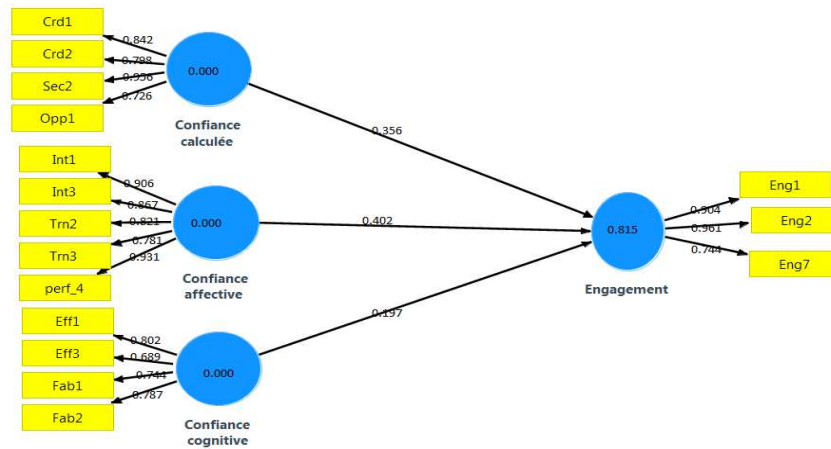 Crd1
Crd2
Sec2
Opp1
0.842
0.798
0.956
0.726
0.000
Confiance
calculée
0.356
Int1
Int3
Trn2
Trn3
perf_4
0.906
0.867
0.821
0.781
0.931
0.000
Confiance
affective
0.402
Eff1
Eff3
Fab1
Fab2
0.802
0.689
0.744
0.787
0.000
Confiance
cognitive
0.197
0.815
Engagement
0.904
0.961
0.744
Eng1
Eng2
Eng7